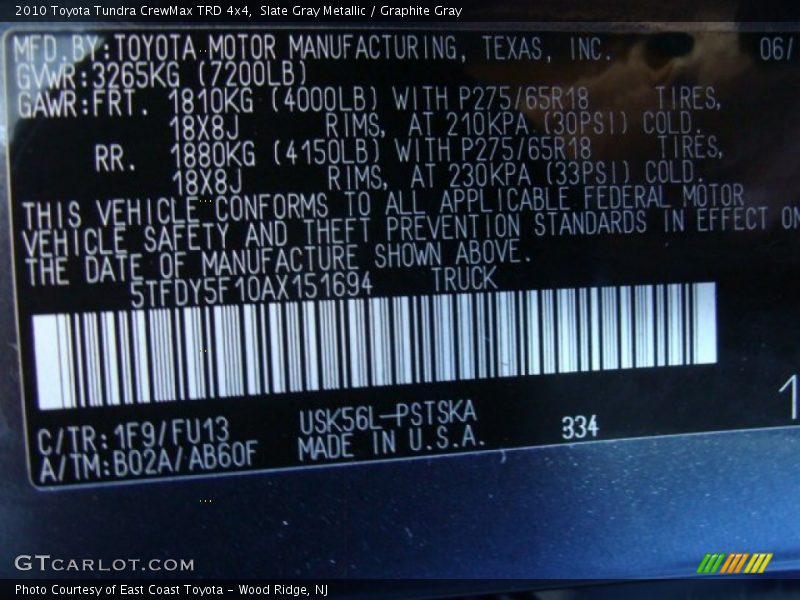 2010 Toyota Tundra CrewMax TRD 4x4, Slate Gray Metallic / Graphite Gray
MFD. BY: TOYOTA MOTOR MANUFACTURING, TEXAS, INC. 06/
GVWR: 3265KG (7200LB)
GAWR: FRT. 1810KG (4000LB) WITH P275/65R18 TIRES,
18X8J RIMS, AT 210KPA (30PSI) COLD.
RR. 1880KG (4150LB) WITH P275/65R18 TIRES,
18X8J RIMS, AT 230KPA (33PSI) COLD.
THIS VEHICLE CONFORMS TO ALL APPLICABLE FEDERAL MOTOR
VEHICLE SAFETY AND THEFT PREVENTION STANDARDS IN EFFECT ON
THE DATE OF MANUFACTURE SHOWN ABOVE.
5TFDY5F10AX151694 TRUCK
C/TR: 1F9/FU13 USK56L-PSTSKA 334 1
A/TM: B02A/AB60F MADE IN U.S.A.
GTCARLOT.COM
Photo Courtesy of East Coast Toyota - Wood Ridge, NJ